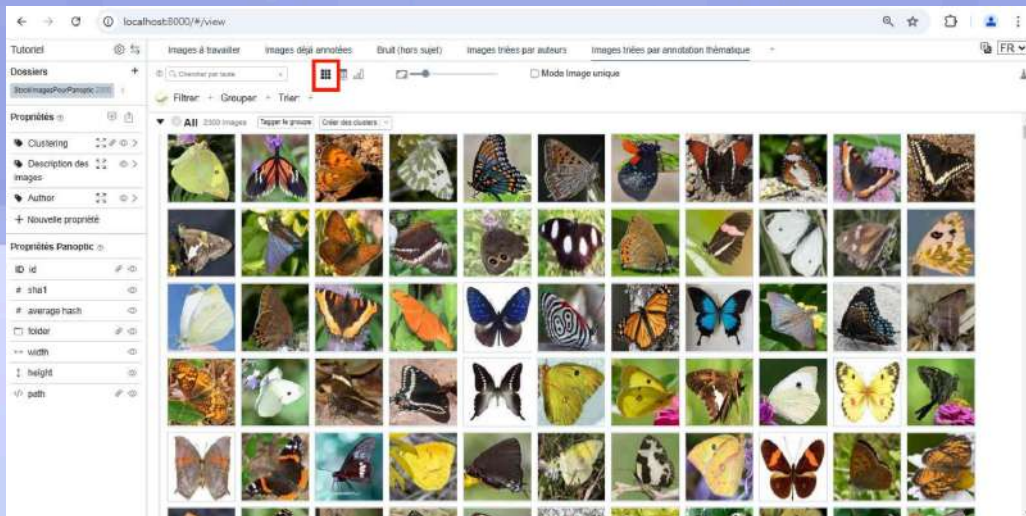 localhost:8000/#/view
Tutoriel
Images à travailler
Images déjà annotées
Bruit (hors sujet)
Images triées par auteurs
Images triées par annotation thématique
FR
Dossiers
+
StockImagesPourPanoptic
Chercher par texte
Mode Image unique
Filtrer + Grouper + Trier +
Propriétés
All 2300 images
Tagger le groupe
Créer des clusters
Clustering
Description des
images
Author
+ Nouvelle propriété
Propriétés Panoptic
ID id
# sha1
# average hash
folder
width
height
path